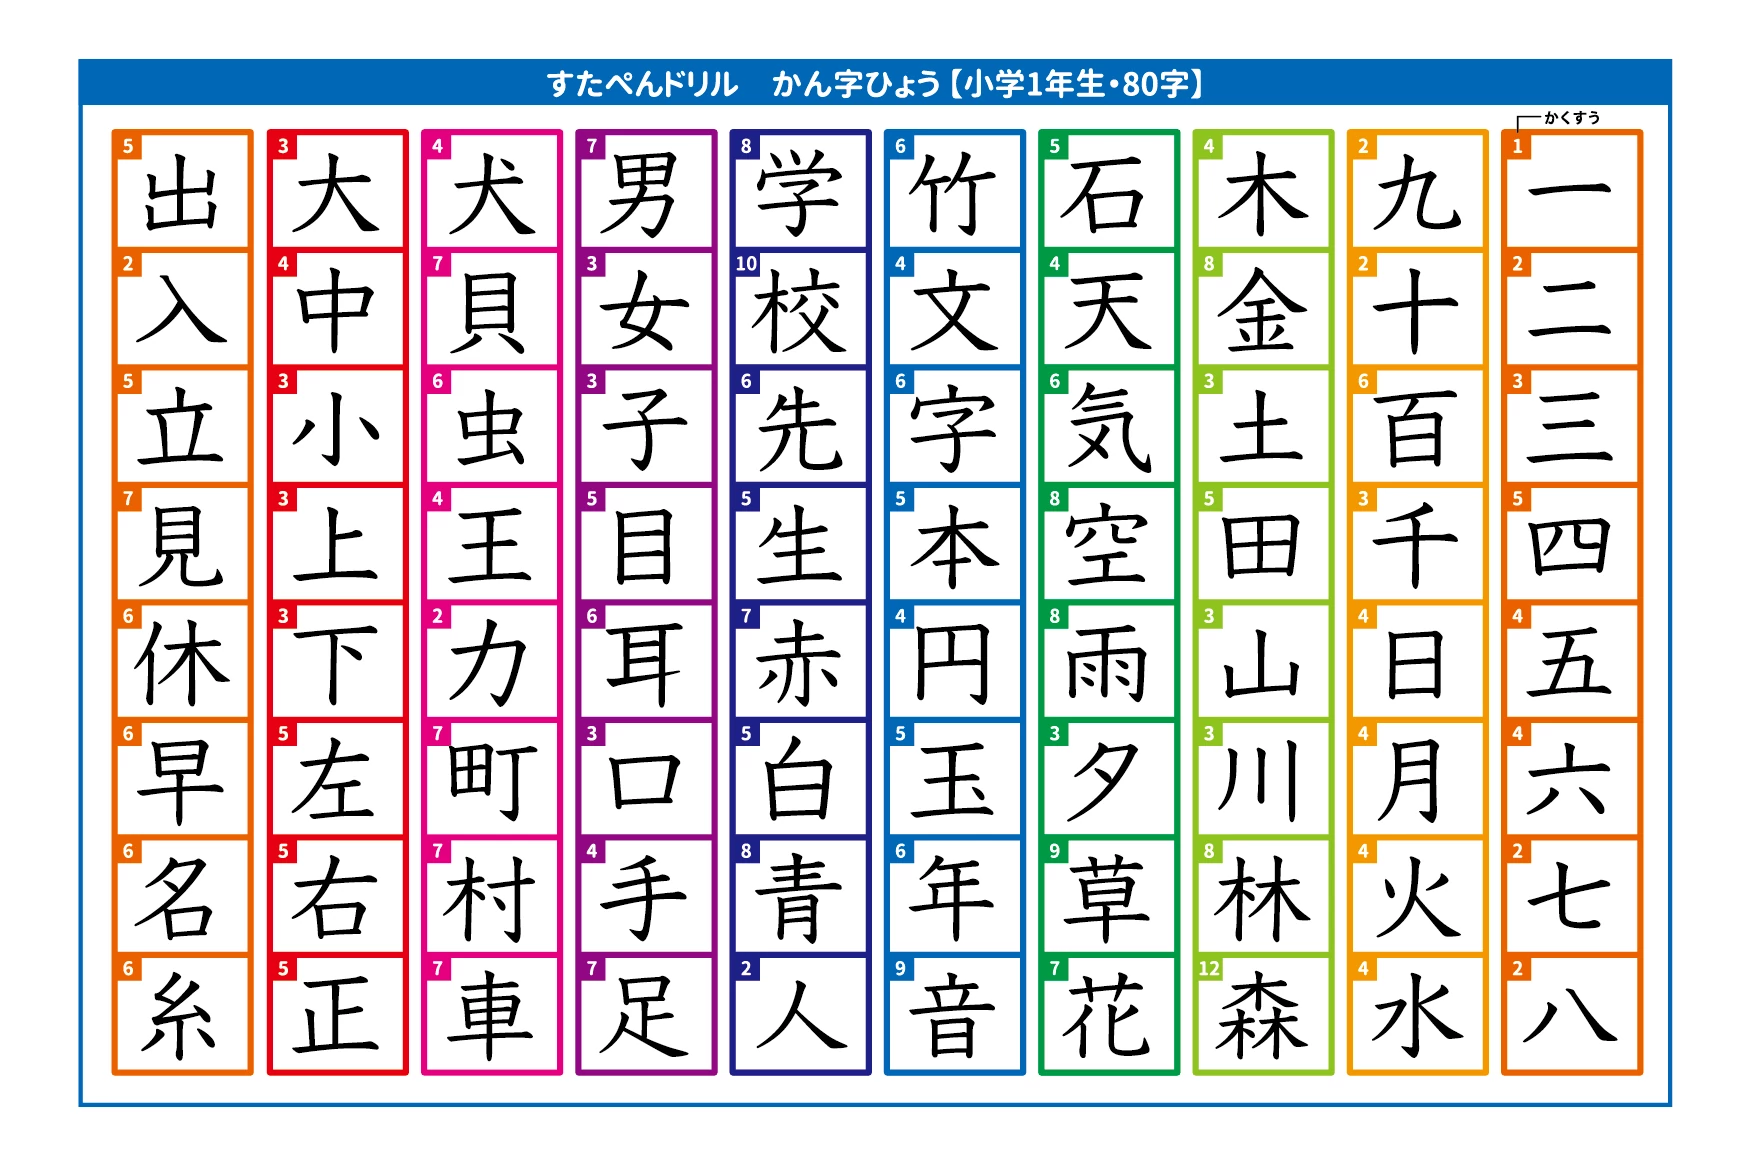 すたぺんドリル　かん字ひょう【小学1年生・80字】
かくすう
1 一
2 二
3 三
5 四
4 五
4 六
2 七
2 八
2 九
2 十
6 百
3 千
4 日
4 月
4 火
4 水
4 木
8 金
3 土
5 田
3 山
3 川
8 林
12 森
5 石
4 天
6 気
8 空
8 雨
3 夕
9 草
7 花
6 竹
4 文
6 字
5 本
4 円
5 玉
6 年
9 音
8 学
10 校
6 先
5 生
7 赤
5 白
8 青
2 人
7 男
3 女
3 子
5 目
6 耳
3 口
4 手
7 足
4 犬
7 貝
6 虫
4 王
2 力
7 町
7 村
7 車
3 大
4 中
3 小
3 上
3 下
5 左
5 右
5 正
5 出
2 入
5 立
7 見
6 休
6 早
6 名
6 糸